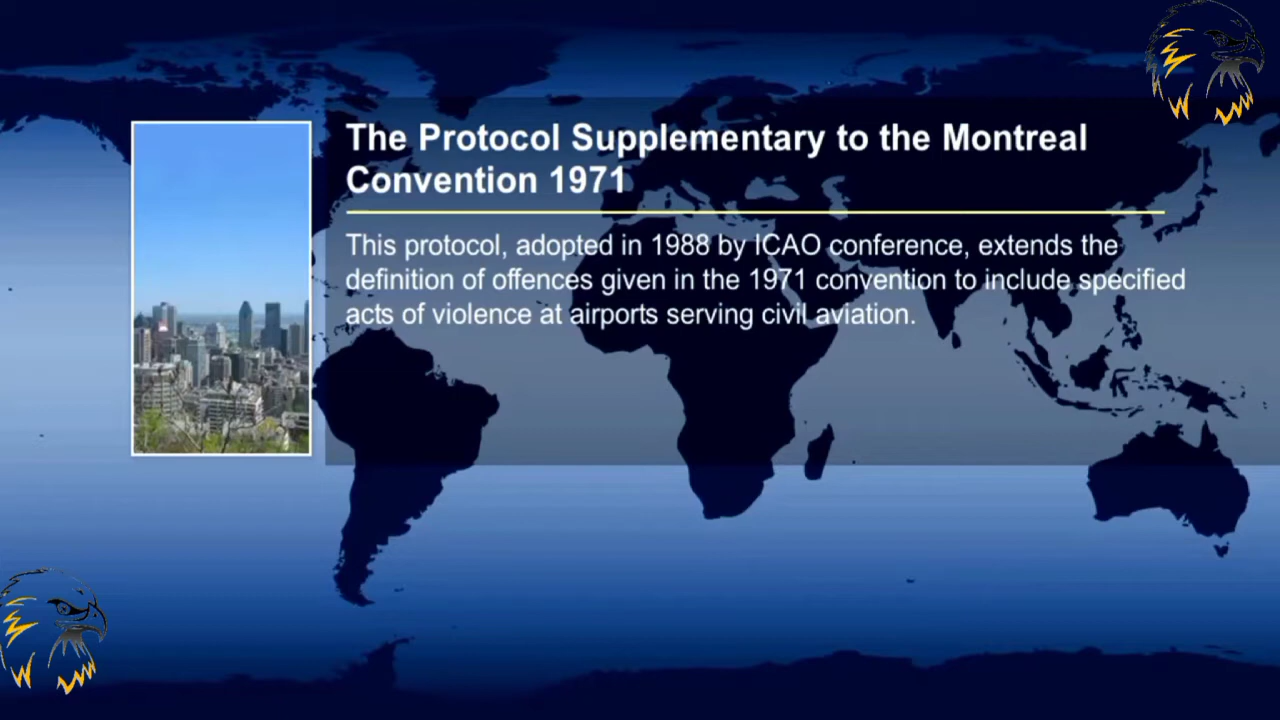 The Protocol Supplementary to the Montreal
Convention 1971
This protocol, adopted in 1988 by ICAO conference, extends the
definition of offences given in the 1971 convention to include specified
acts of violence at airports serving civil aviation.